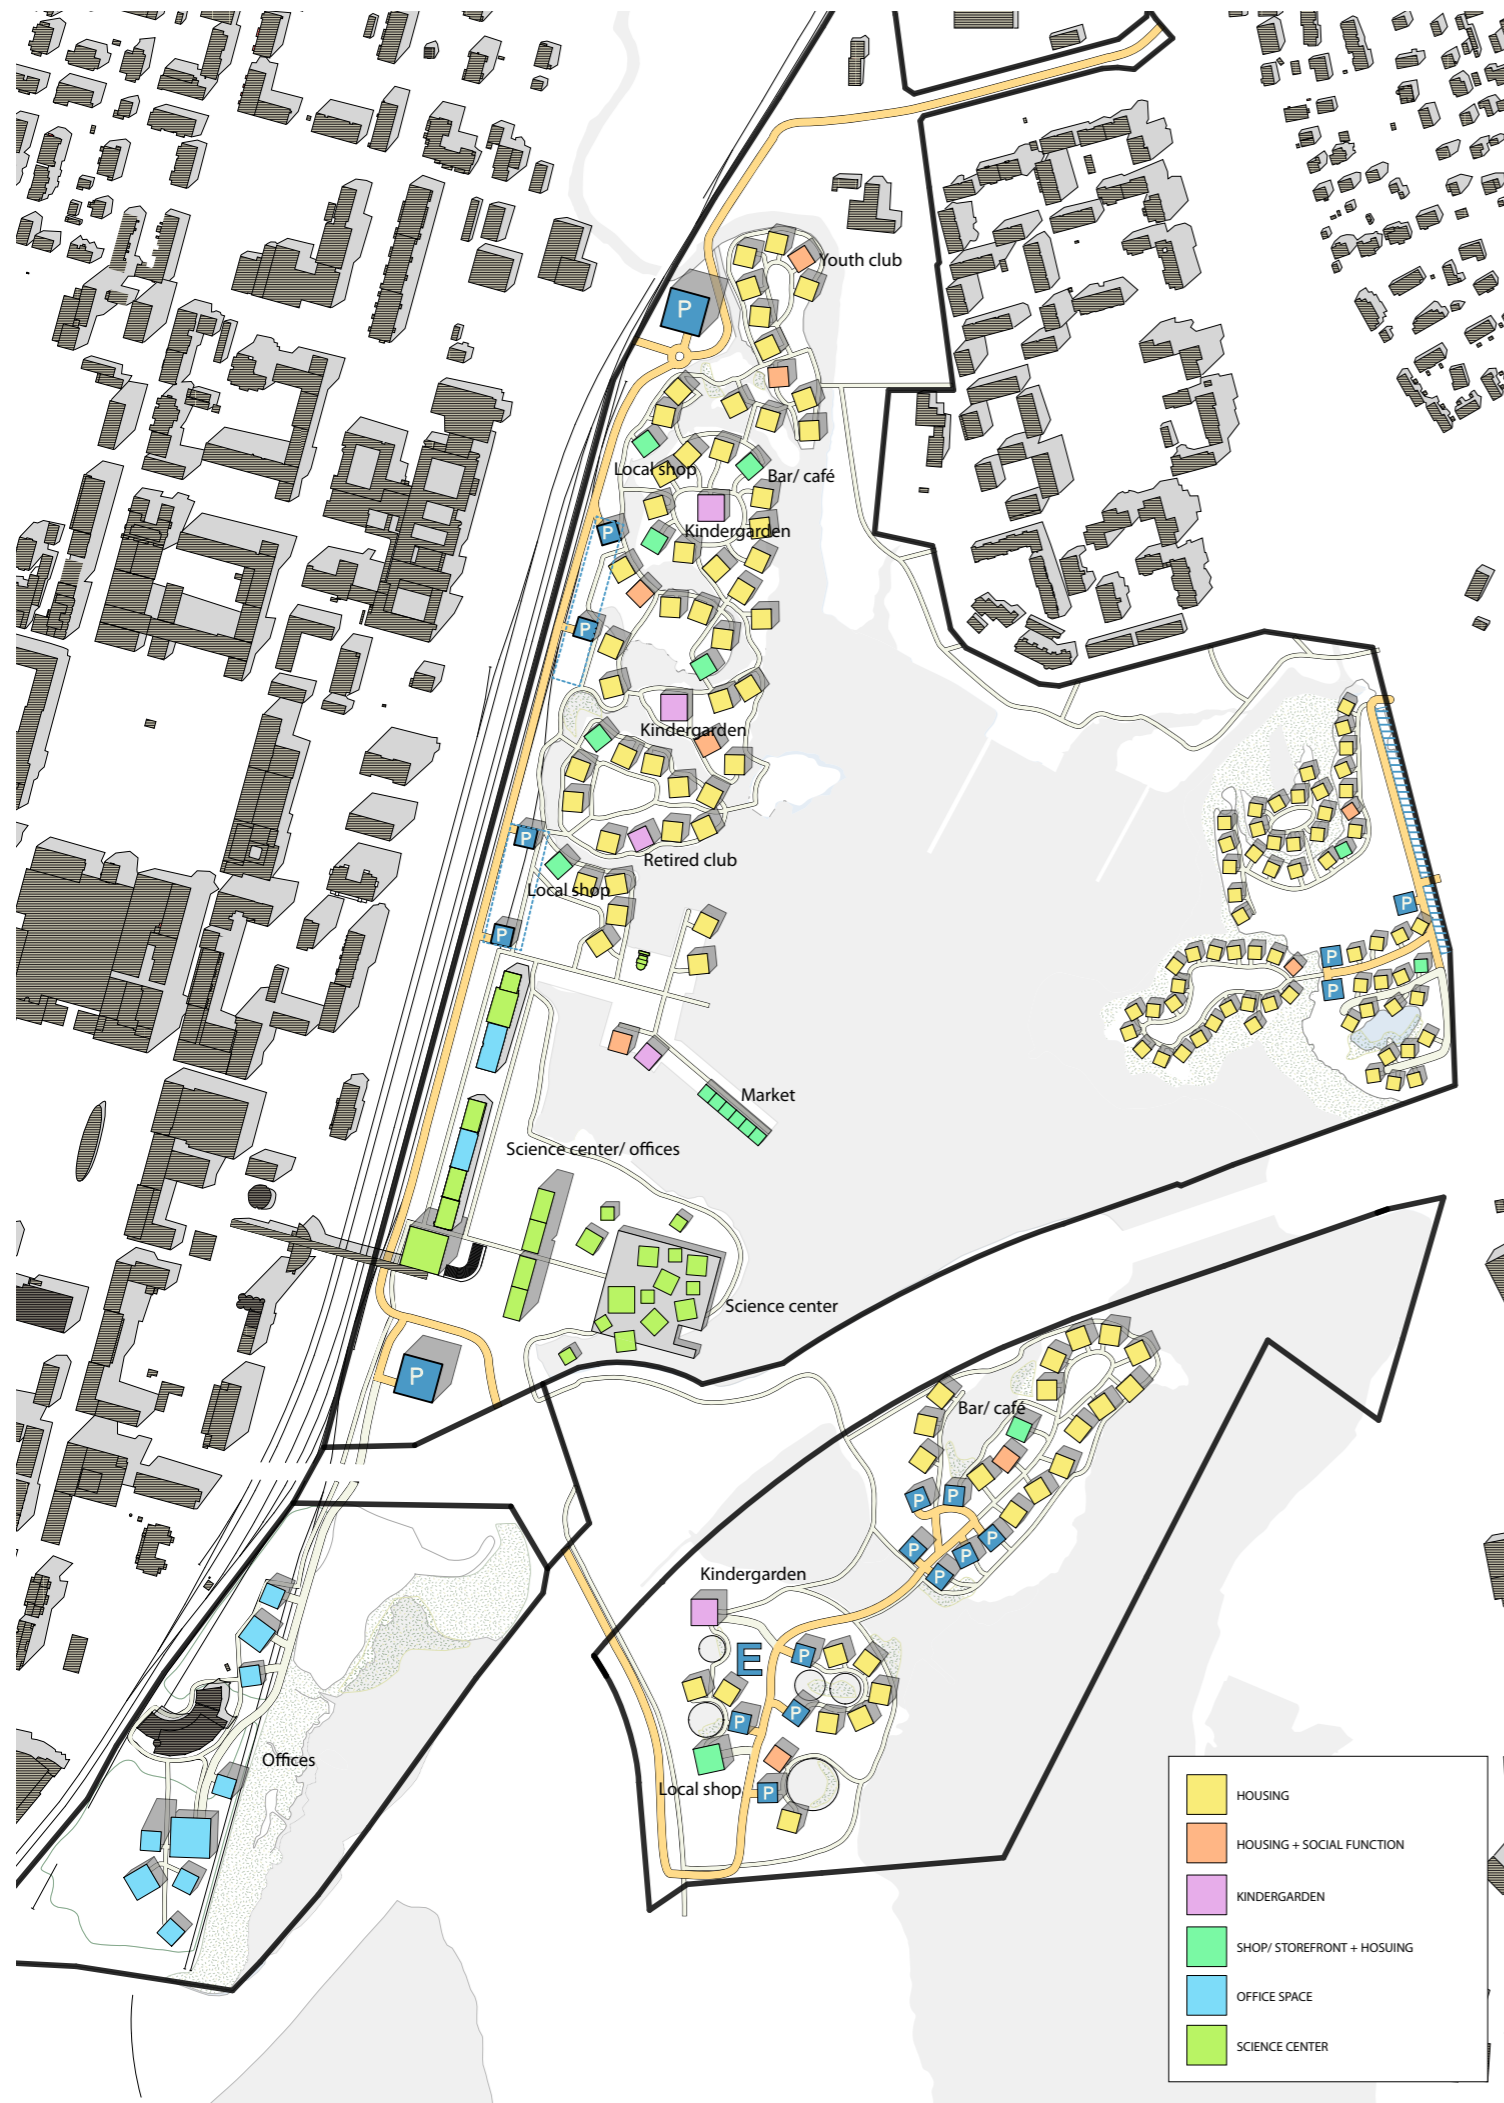 Youth club
P
Local shop
Bar/ café
P
Kindergarden
P
Kindergarden
P
Retired club
Local shop
P
P
P
P
Market
Science center/ offices
Science center
P
Bar/ café
P
P
P
P
P
P
Kindergarden
P
E
P
P
Offices
Local shop
P
HOUSING
HOUSING + SOCIAL FUNCTION
KINDERGARDEN
SHOP/ STOREFRONT + HOSUING
OFFICE SPACE
SCIENCE CENTER